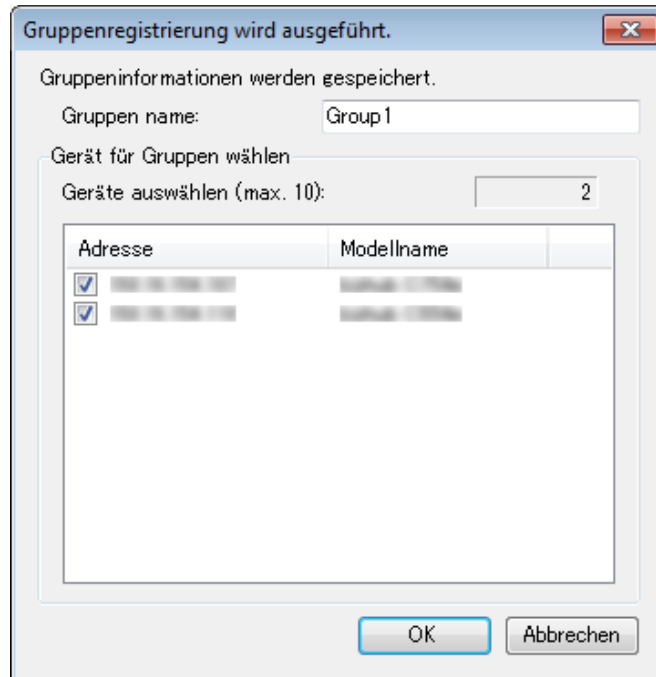 Gruppenregistrierung wird ausgeführt.
Gruppeninformationen werden gespeichert.
Gruppen name: Group1
Gerät für Gruppen wählen
Geräte auswählen (max. 10): 2
Adresse Modellname
OK Abbrechen